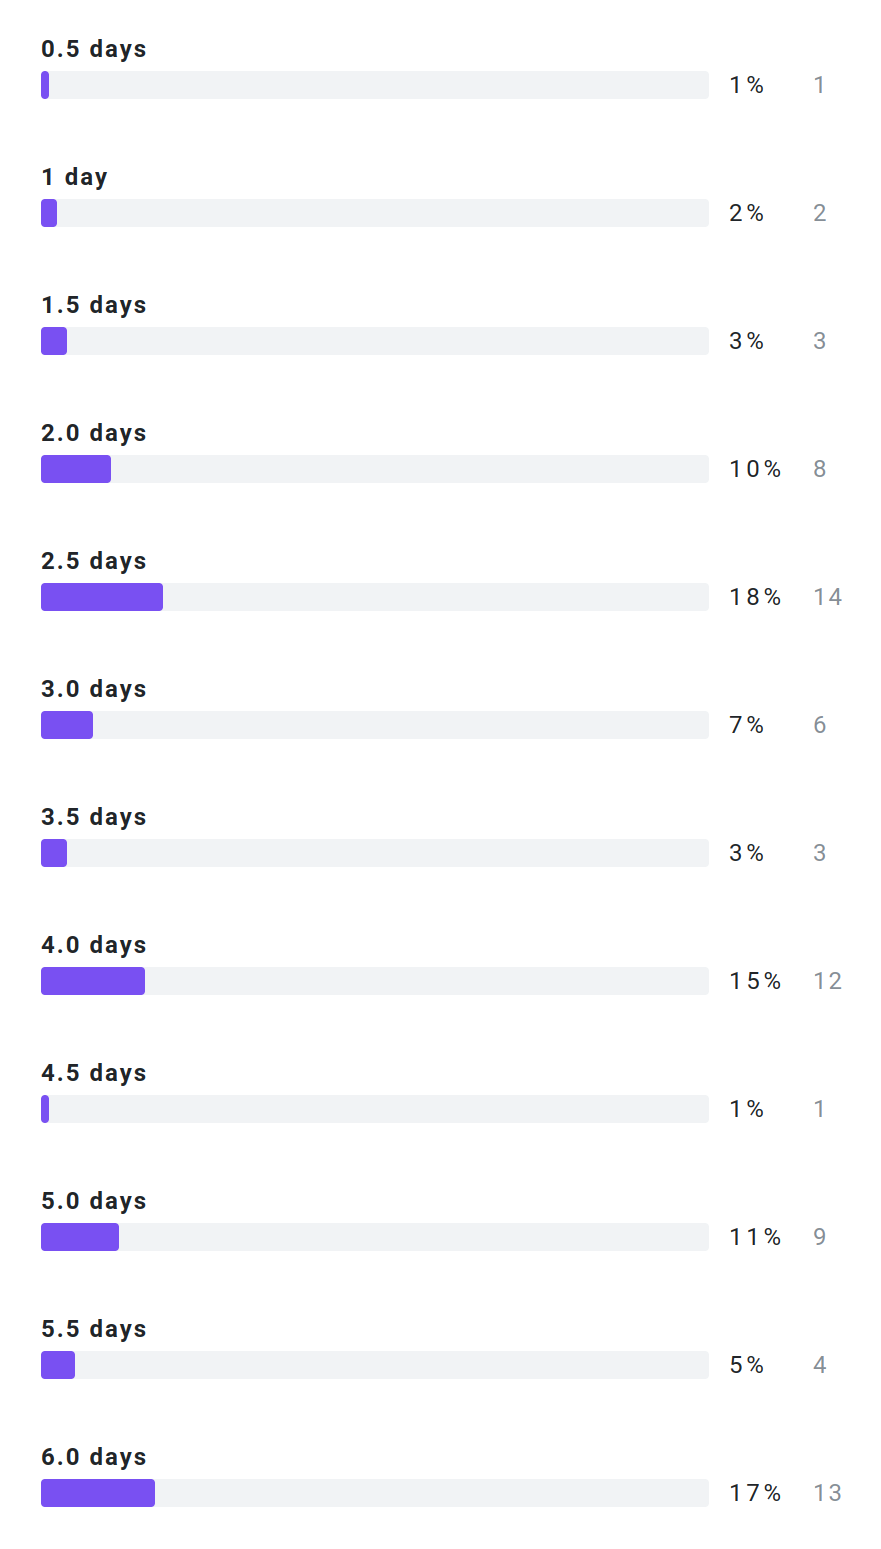 0.5 days
1% 1
1 day
2% 2
1.5 days
3% 3
2.0 days
10% 8
2.5 days
18% 14
3.0 days
7% 6
3.5 days
3% 3
4.0 days
15% 12
4.5 days
1% 1
5.0 days
11% 9
5.5 days
5% 4
6.0 days
17% 13